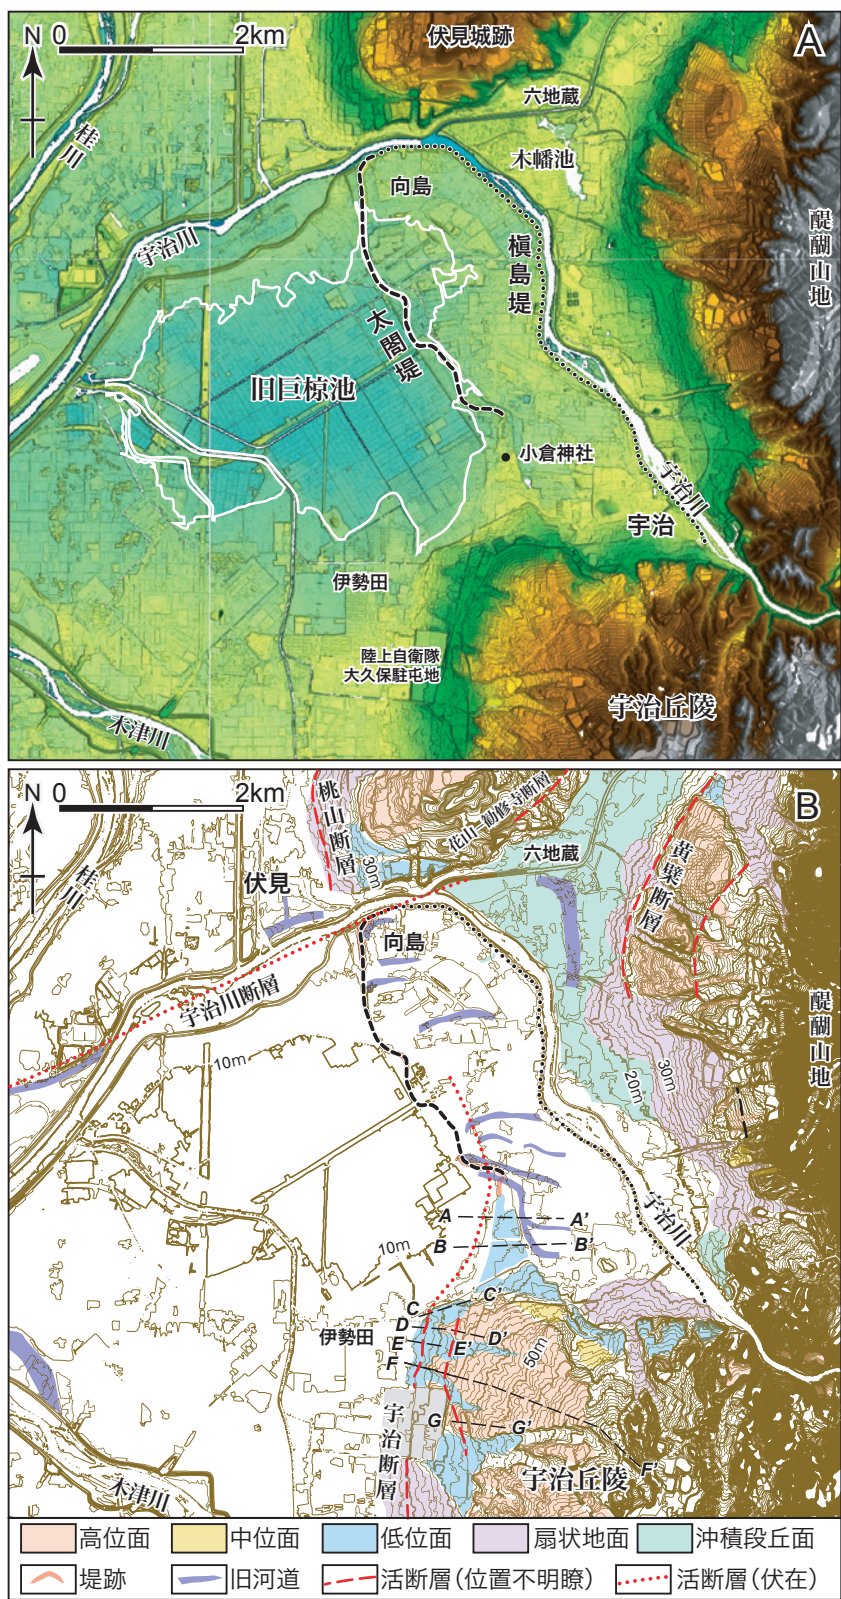 N
0
2km
A
伏見城跡
六地蔵
木幡池
桂川
向島
宇治川
槇島堤
醍醐山地
太閤堤
旧巨椋池
小倉神社
宇治川
宇治
伊勢田
陸上自衛隊
大久保駐屯地
宇治丘陵
木津川
N
0
2km
B
桃山断層
花山-勧修寺断層
30m
六地蔵
黄檗断層
桂川
伏見
向島
宇治川断層
醍醐山地
10m
30m
20m
宇治川
A
A'
B
B'
10m
C
C'
D
D'
伊勢田
E
E'
50m
F
宇治断層
G
G'
F'
宇治丘陵
木津川
高位面
中位面
低位面
扇状地面
沖積段丘面
堤跡
旧河道
活断層(位置不明瞭)
活断層(伏在)